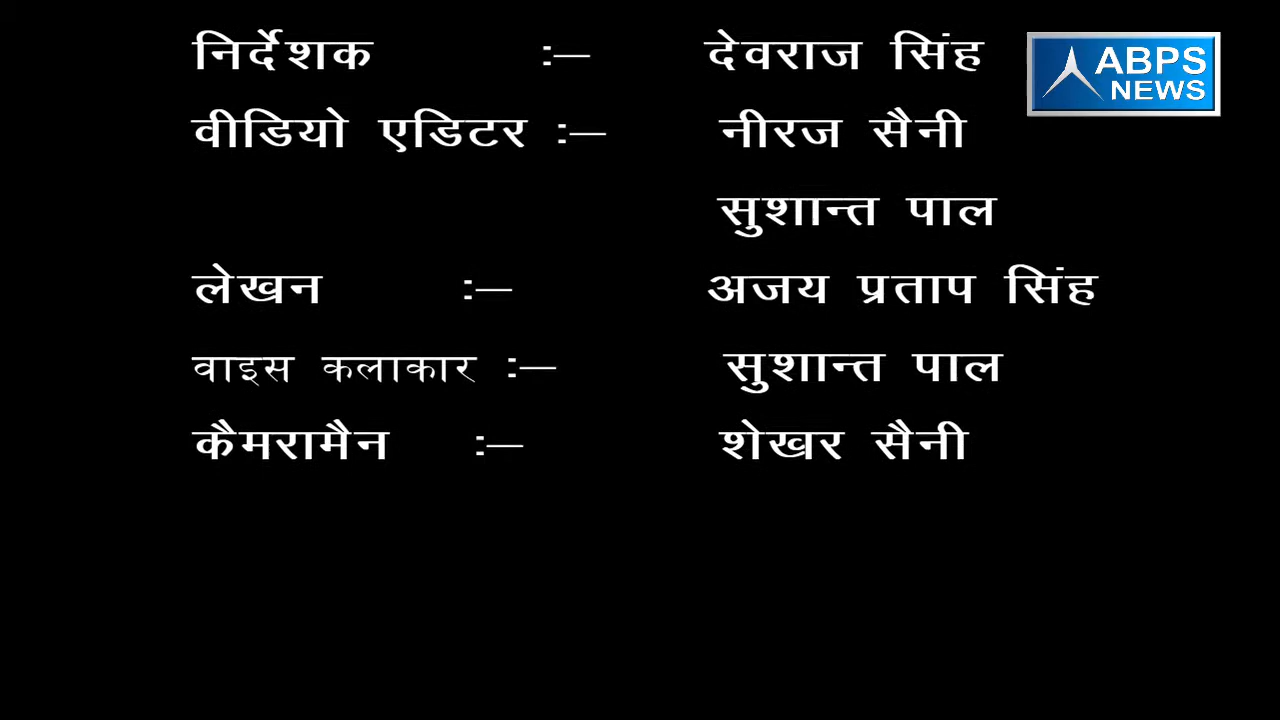 निर्देशक :— देवराज सिंह
ABPS
NEWS
वीडियो एडिटर :— नीरज सैनी
सुशान्त पाल
लेखन :— अजय प्रताप सिंह
वाइस कलाकार :— सुशान्त पाल
कैमरामैन :— शेखर सैनी